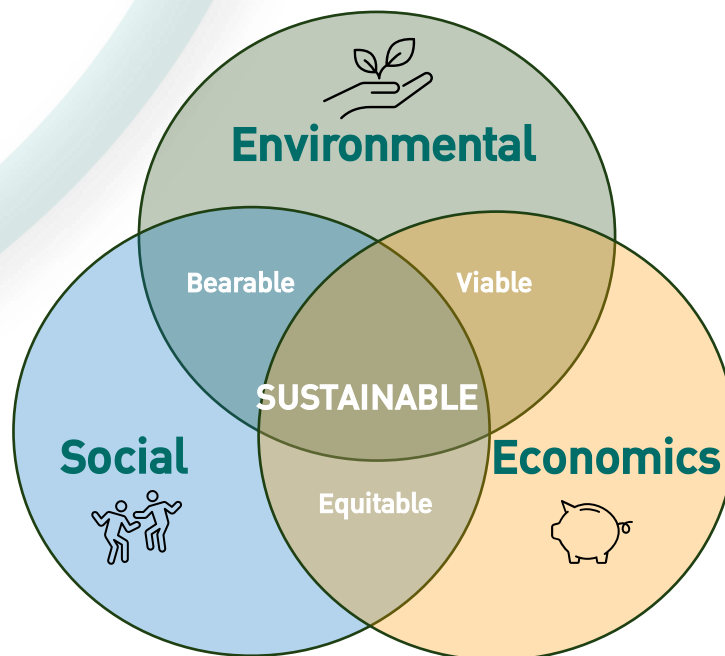 Environmental
Bearable
Viable
SUSTAINABLE
Social
Economics
Equitable